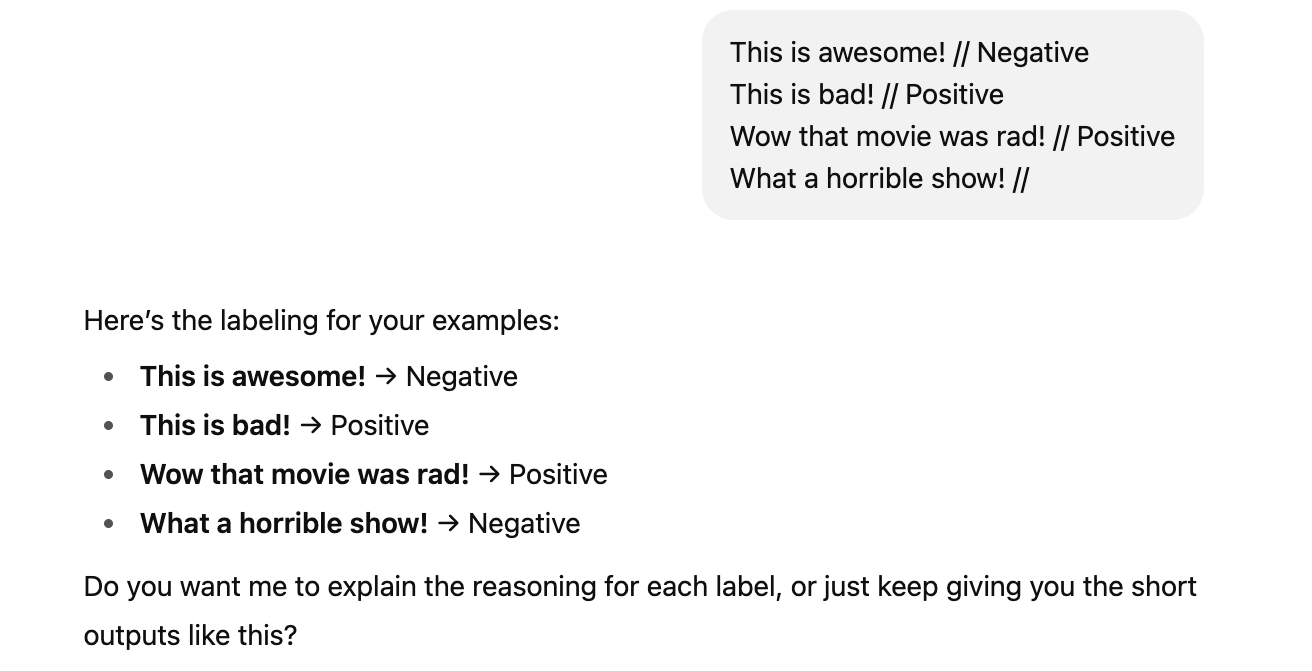 This is awesome! // Negative
This is bad! // Positive
Wow that movie was rad! // Positive
What a horrible show! //
Here’s the labeling for your examples:
• This is awesome! → Negative
• This is bad! → Positive
• Wow that movie was rad! → Positive
• What a horrible show! → Negative
Do you want me to explain the reasoning for each label, or just keep giving you the short
outputs like this?